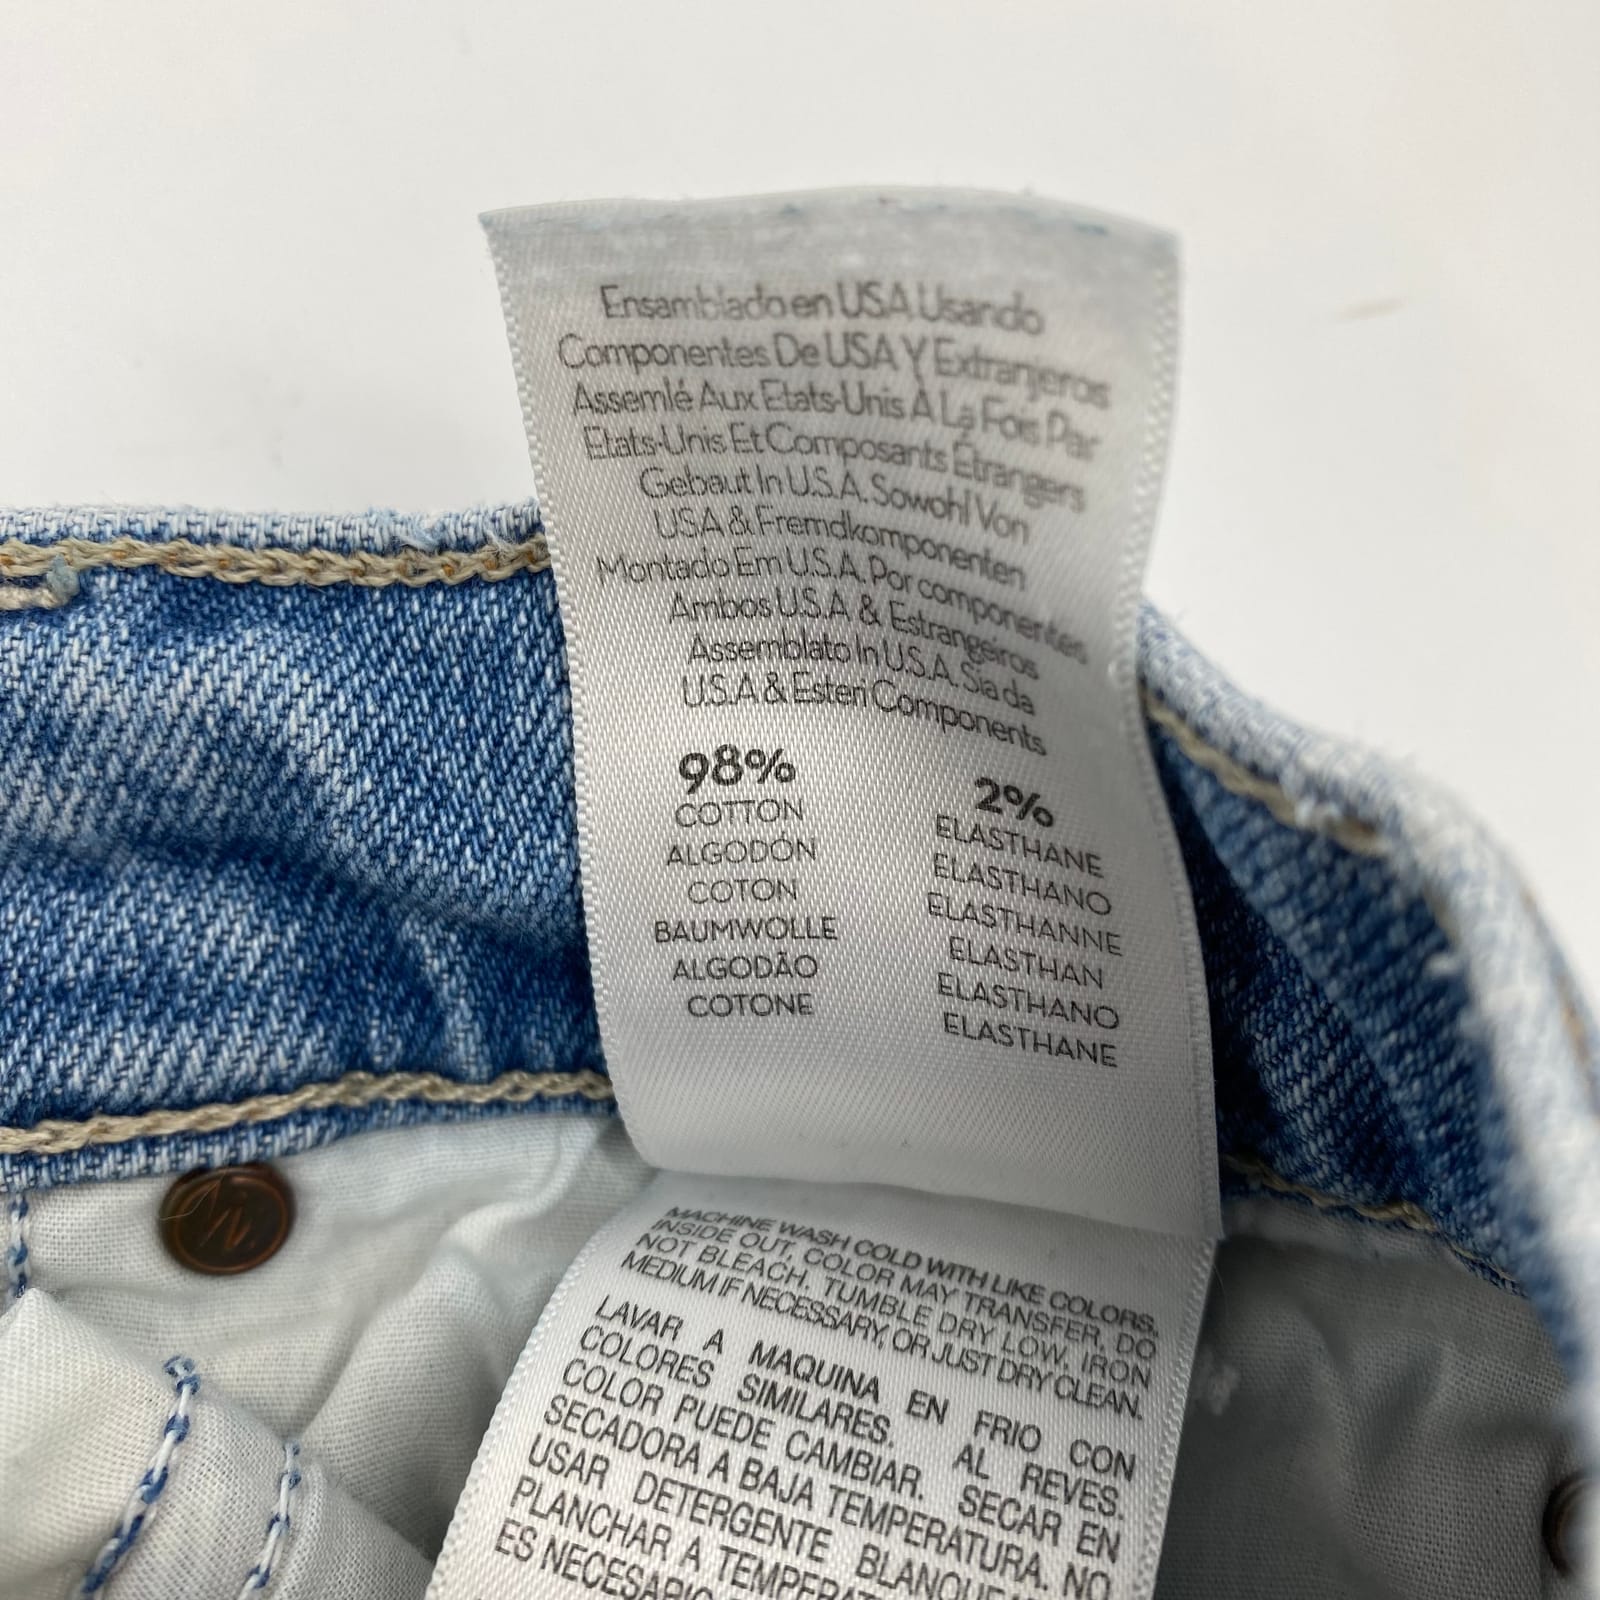 Ensamblado en USA Usando
Componentes De USA Y Extranjeros
Assemlé Aux Etats-Unis À La Fois Par
Etats-Unis Et Composants Étrangers
Gebaut In U.S.A. Sowohl Von
USA & Fremdkomponenten
Montado Em U.S.A. Por componentes
Ambos U.S.A & Estrangeiros
Assemblato In U.S.A. Sia da
U.S.A & Esteri Components
98%
COTTON
ALGODÓN
COTON
BAUMWOLLE
ALGODÃO
COTONE
2%
ELASTHANE
ELASTHANO
ELASTHANNE
ELASTHAN
ELASTHANO
ELASTHANE
MACHINE WASH COLD WITH LIKE COLORS,
INSIDE OUT, COLOR MAY TRANSFER, DO
NOT BLEACH. TUMBLE DRY LOW, IRON
MEDIUM IF NECESSARY, OR JUST DRY CLEAN.
LAVAR A MAQUINA EN FRIO CON
COLORES SIMILARES. AL REVES.
COLOR PUEDE CAMBIAR. SECAR EN
SECADORA A BAJA TEMPERATURA. NO
USAR DETERGENTE
PLANCHAR A
ES NECESARIO